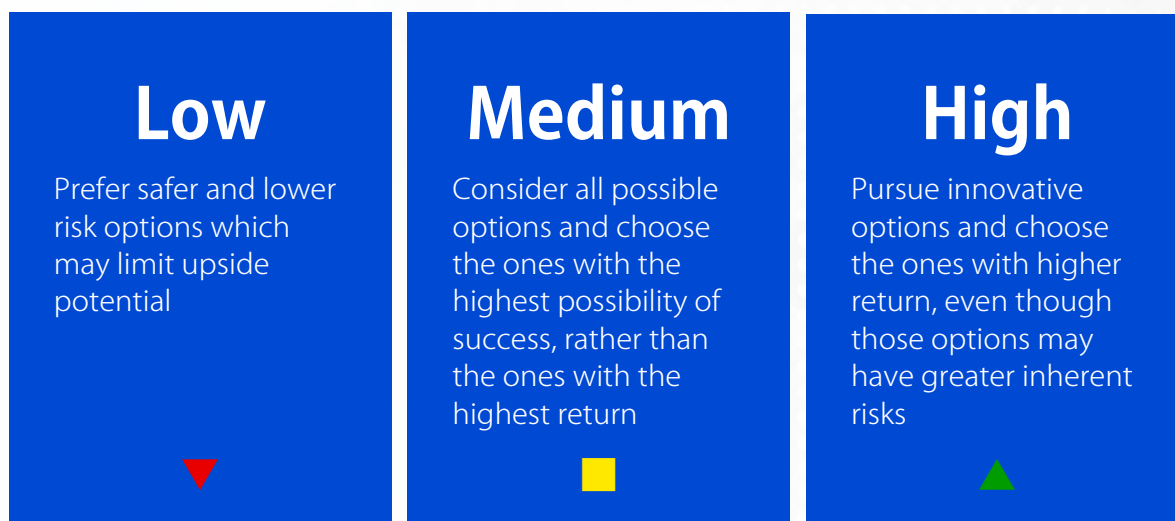 Low
Prefer safer and lower
risk options which
may limit upside
potential
Medium
Consider all possible
options and choose
the ones with the
highest possibility of
success, rather than
the ones with the
highest return
High
Pursue innovative
options and choose
the ones with higher
return, even though
those options may
have greater inherent
risks